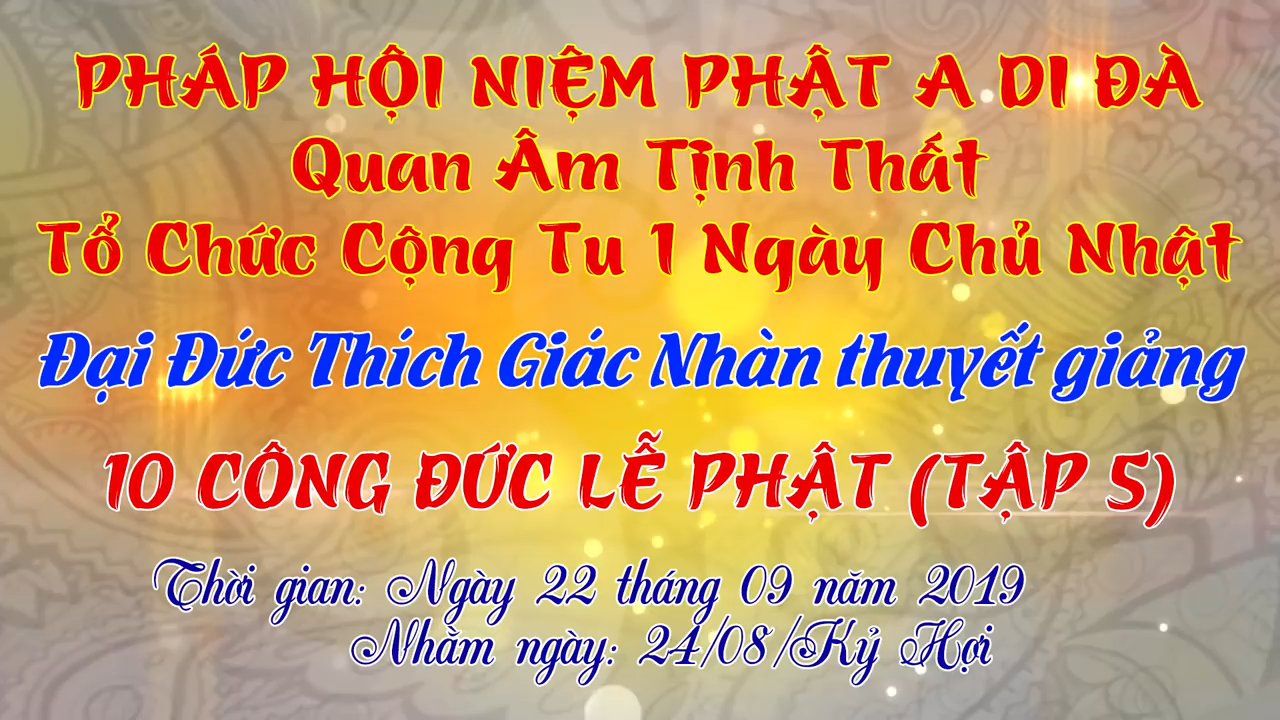 PHÁP HỘI NIỆM PHẬT A DI ĐÀ
Quan Âm Tịnh Thất
Tổ Chức Cộng Tu 1 Ngày Chủ Nhật
Đại Đức Thích Giác Nhàn thuyết giảng
10 CÔNG ĐỨC LỄ PHẬT (TẬP 5)
Thời gian: Ngày 22 tháng 09 năm 2019
Nhằm ngày: 24/08/Kỷ Hợi